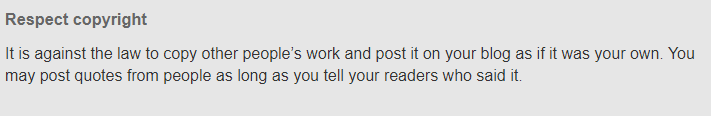 Respect copyright
It is against the law to copy other people’s work and post it on your blog as if it was your own. You
may post quotes from people as long as you tell your readers who said it.